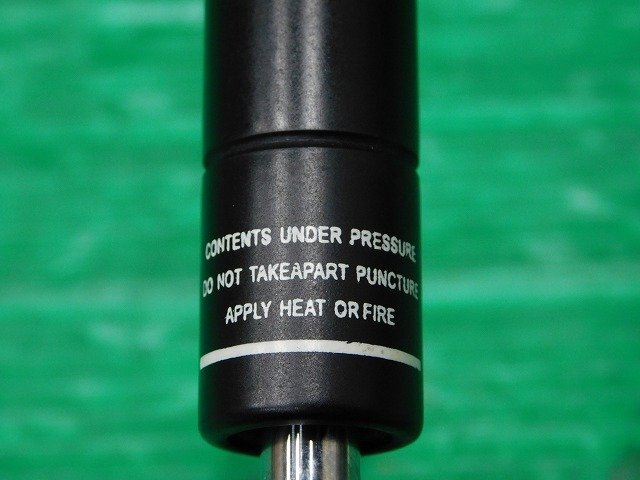 CONTENTS UNDER PRESSURE
DO NOT TAKEAPART PUNCTURE
APPLY HEAT OR FIRE